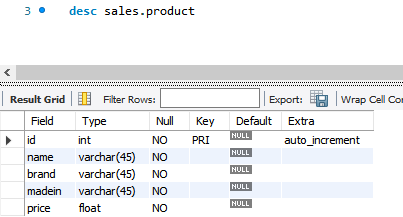 3 desc sales.product
Result Grid Filter Rows: Export: Wrap Cell Con
Field Type Null Key Default Extra
id int NO PRI NULL auto_increment
name varchar(45) NO NULL
brand varchar(45) NO NULL
madein varchar(45) NO NULL
price float NO NULL